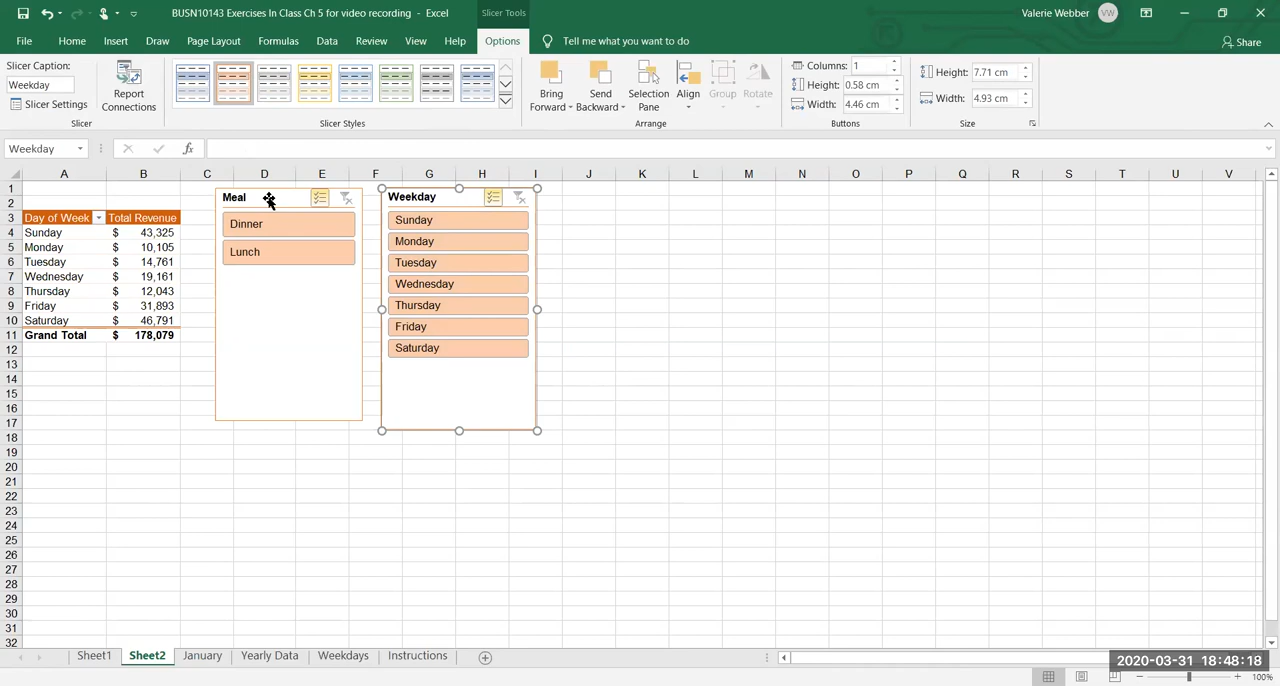 BUSN10143 Exercises In Class Ch 5 for video recording - Excel
Slicer Tools
Valerie Webber
VW
File Home Insert Draw Page Layout Formulas Data Review View Help Options Tell me what you want to do Share
Slicer Caption:
Weekday
Slicer Settings
Report Connections
Slicer
Slicer Styles
Bring Forward
Send Backward
Selection Pane
Align
Group
Rotate
Arrange
Columns: 1
Height: 0.58 cm
Width: 4.46 cm
Buttons
Height: 7.71 cm
Width: 4.93 cm
Size
Weekday
fx
A B C D E F G H I J K L M N O P Q R S T U V
1
2
3 Day of Week Total Revenue
4 Sunday $ 43,325
5 Monday $ 10,105
6 Tuesday $ 14,761
7 Wednesday $ 19,161
8 Thursday $ 12,043
9 Friday $ 31,893
10 Saturday $ 46,791
11 Grand Total $ 178,079
12
13
14
15
16
17
18
19
20
21
22
23
24
25
26
27
28
29
30
31
32
Meal
Dinner
Lunch
Weekday
Sunday
Monday
Tuesday
Wednesday
Thursday
Friday
Saturday
Sheet1 Sheet2 January Yearly Data Weekdays Instructions
2020-03-31 18:48:18
100%